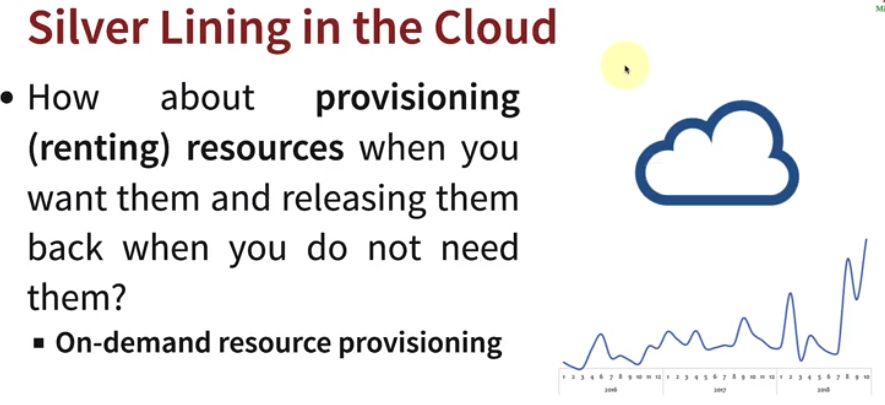 Silver Lining in the Cloud
• How about provisioning
(renting) resources when you
want them and releasing them
back when you do not need
them?
▪ On-demand resource provisioning
1 2 3 4 5 6 7 8 9 10 11 12 1 2 3 4 5 6 7 8 9 10 11 12 1 2 3 4 5 6 7 8 9 10
2016 2017 2018